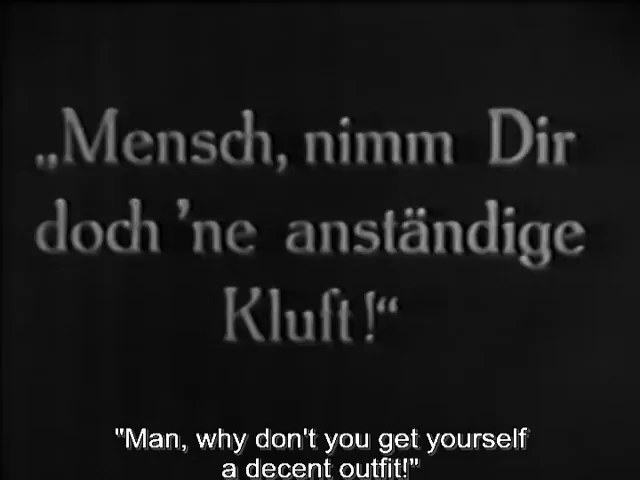 „Mensch, nimm Dir
doch 'ne anständige
Kluft!“
"Man, why don't you get yourself
a decent outfit!"